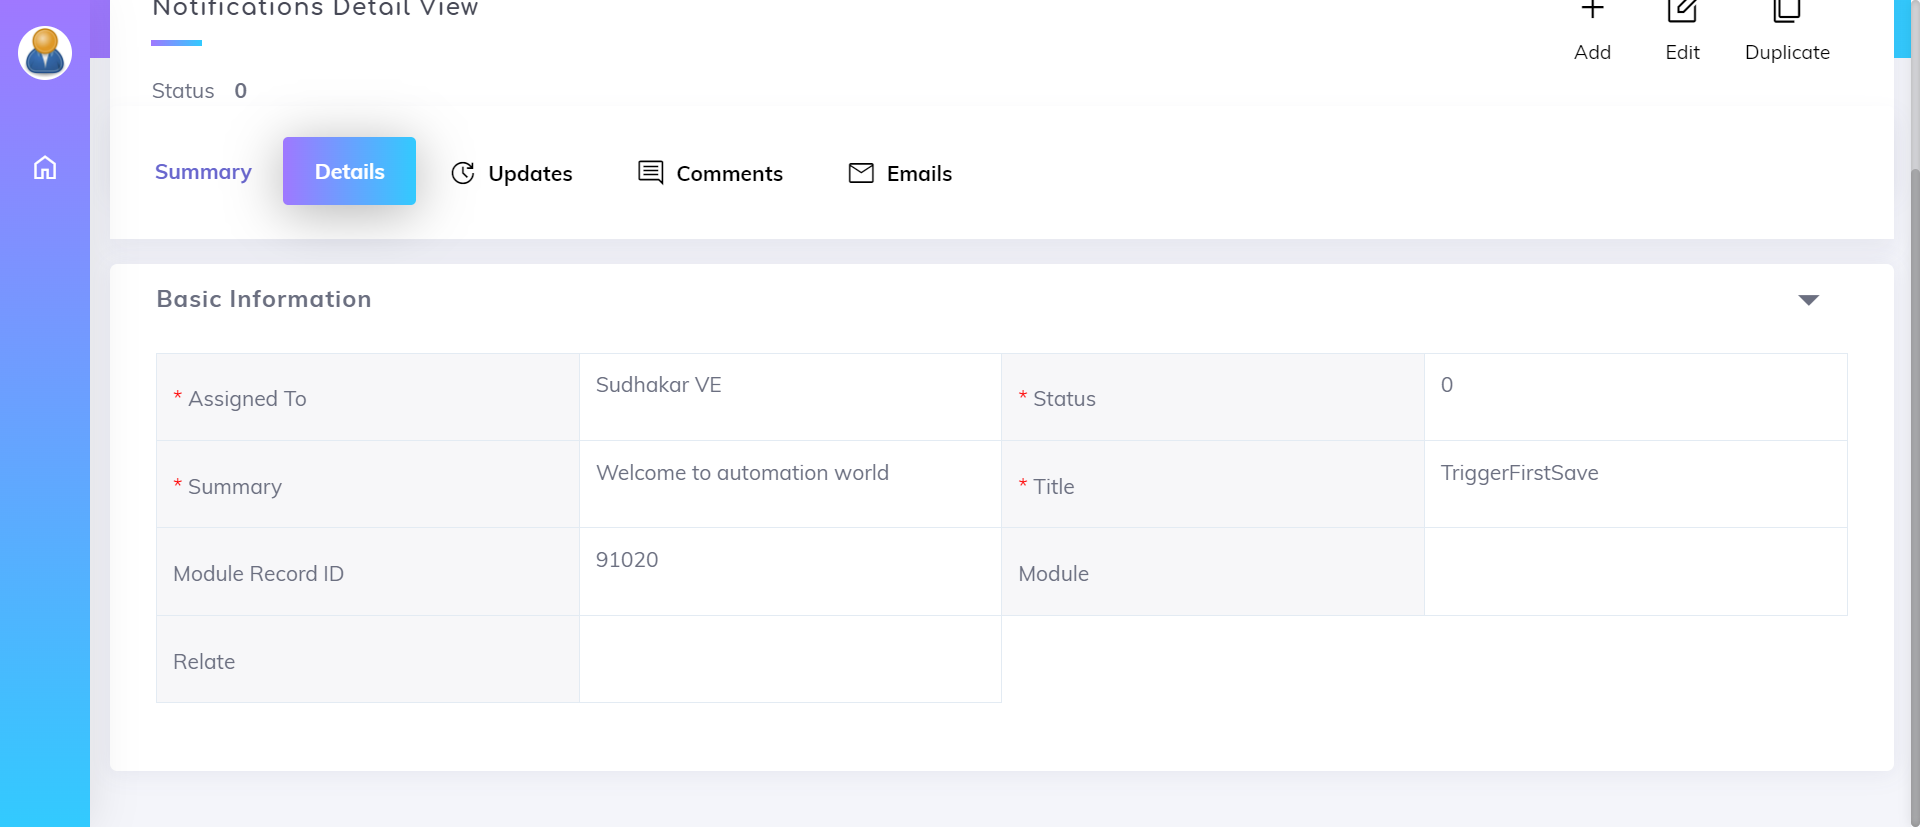 Notifications Detail View
Add Edit Duplicate
Status 0
Summary Details Updates Comments Emails
Basic Information
* Assigned To Sudhakar VE * Status 0
* Summary Welcome to automation world * Title TriggerFirstSave
Module Record ID 91020 Module
Relate